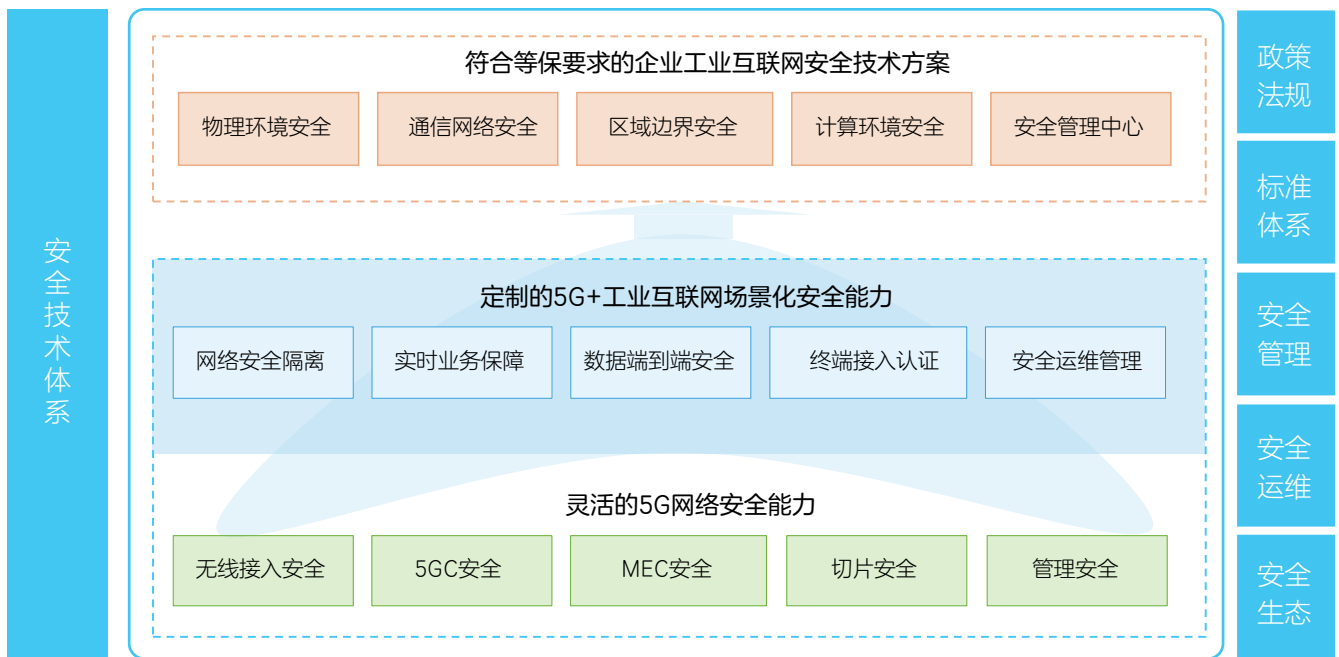 安全技术体系
符合等保要求的企业工业互联网安全技术方案
物理环境安全
通信网络安全
区域边界安全
计算环境安全
安全管理中心
定制的5G+工业互联网场景化安全能力
网络安全隔离
实时业务保障
数据端到端安全
终端接入认证
安全运维管理
灵活的5G网络安全能力
无线接入安全
5GC安全
MEC安全
切片安全
管理安全
政策
法规
标准
体系
安全
管理
安全
运维
安全
生态